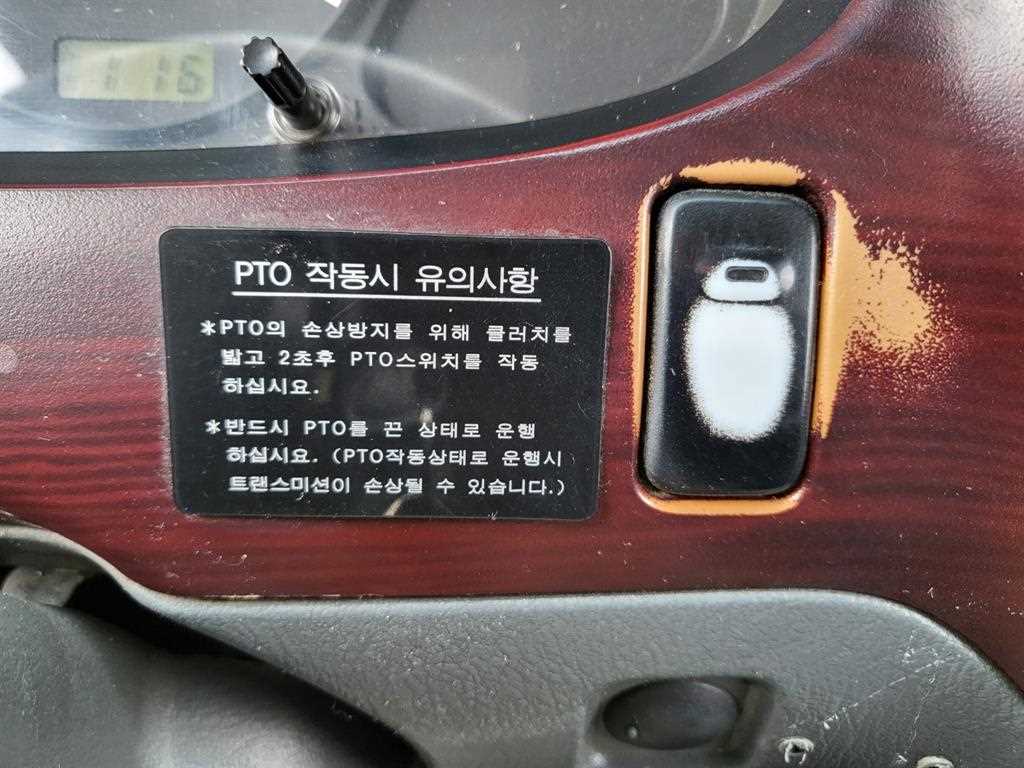 1 16
PTO 작동시 유의사항
*PTO의 손상방지를 위해 클러치를
밟고 2초후 PTO스위치를 작동
하십시요.
*반드시 PTO를 끈 상태로 운행
하십시요. (PTO작동상태로 운행시
트랜스미션이 손상될 수 있습니다.)